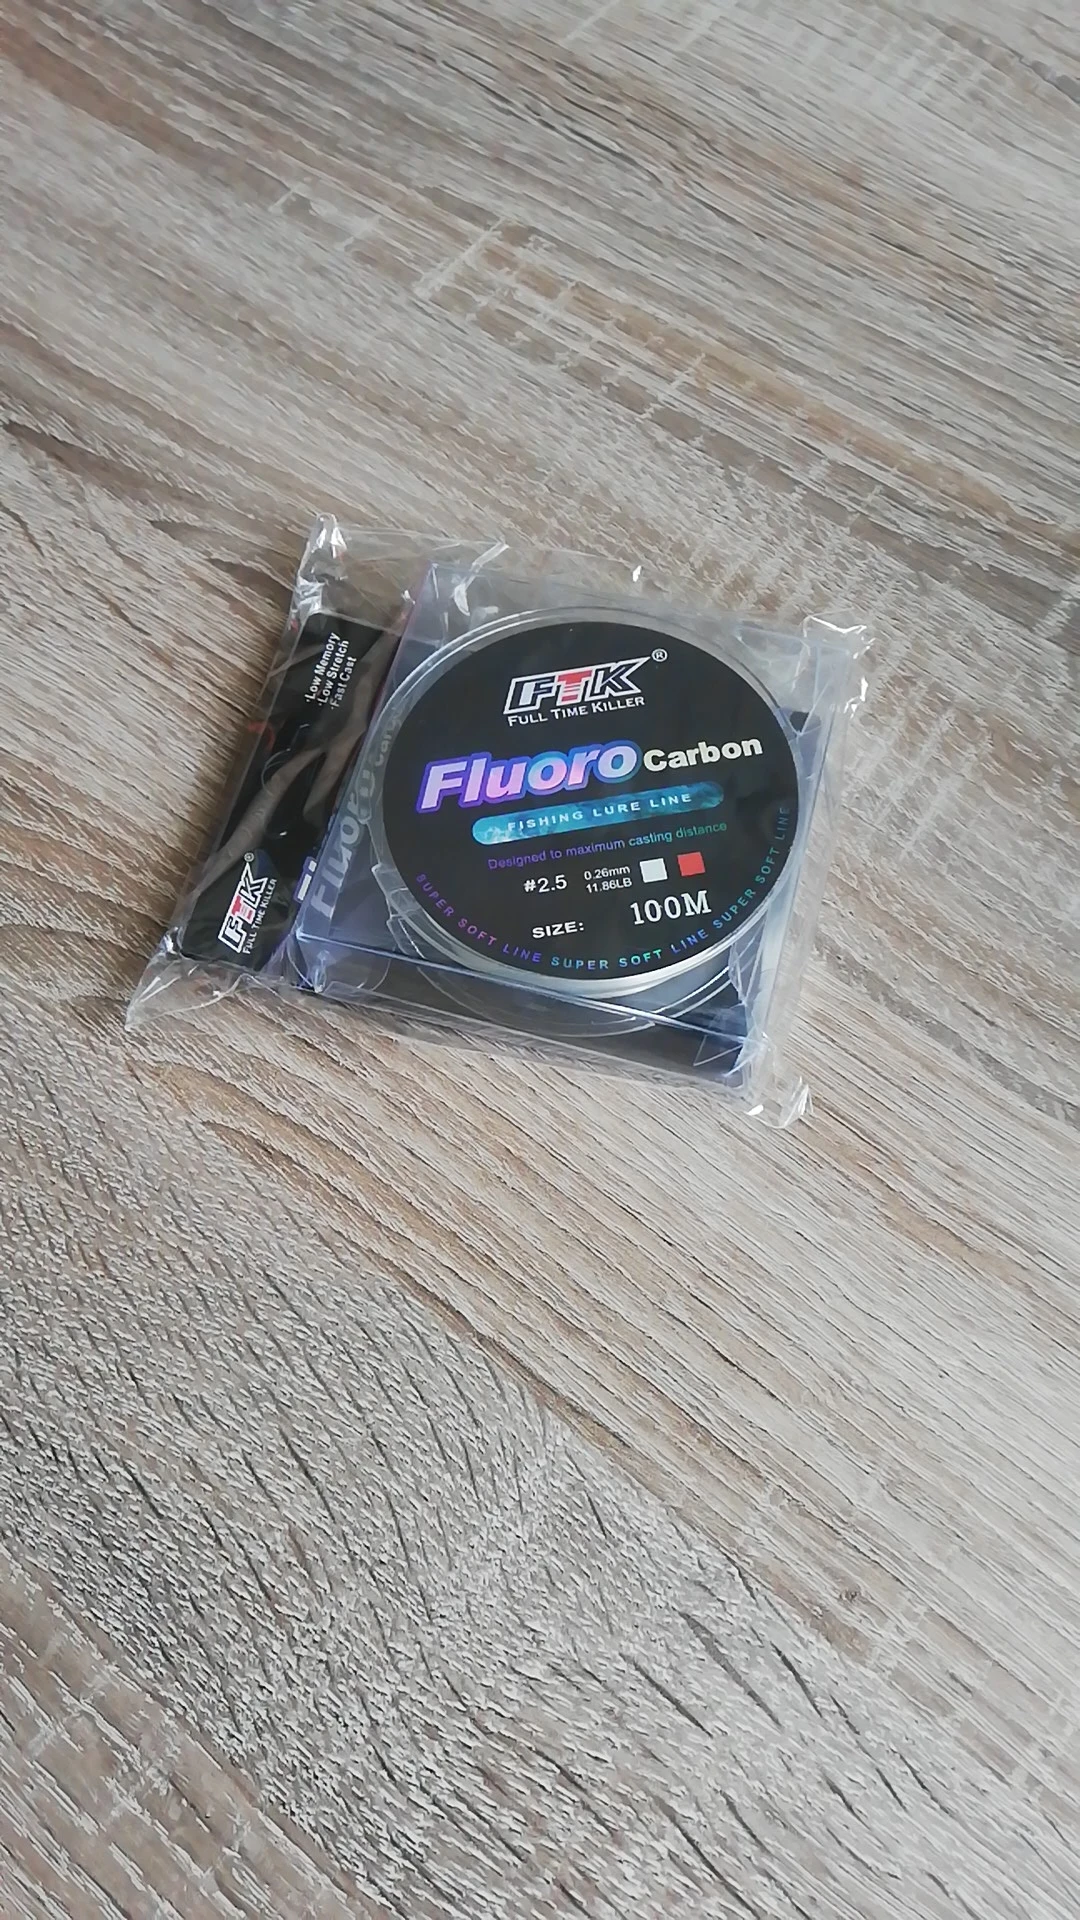 ·Low Memory
·Low Stretch
·Fast Cast
Fluoro Car
FTK®
FULL TIME KILLER
FTK®
FULL TIME KILLER
Fluoro Carbon
FISHING LURE LINE
Designed to maximum casting distance
#2.5 0.26mm
11.86LB
SIZE: 100M
SUPER SOFT LINE SUPER SOFT LINE SUPER SOFT LINE